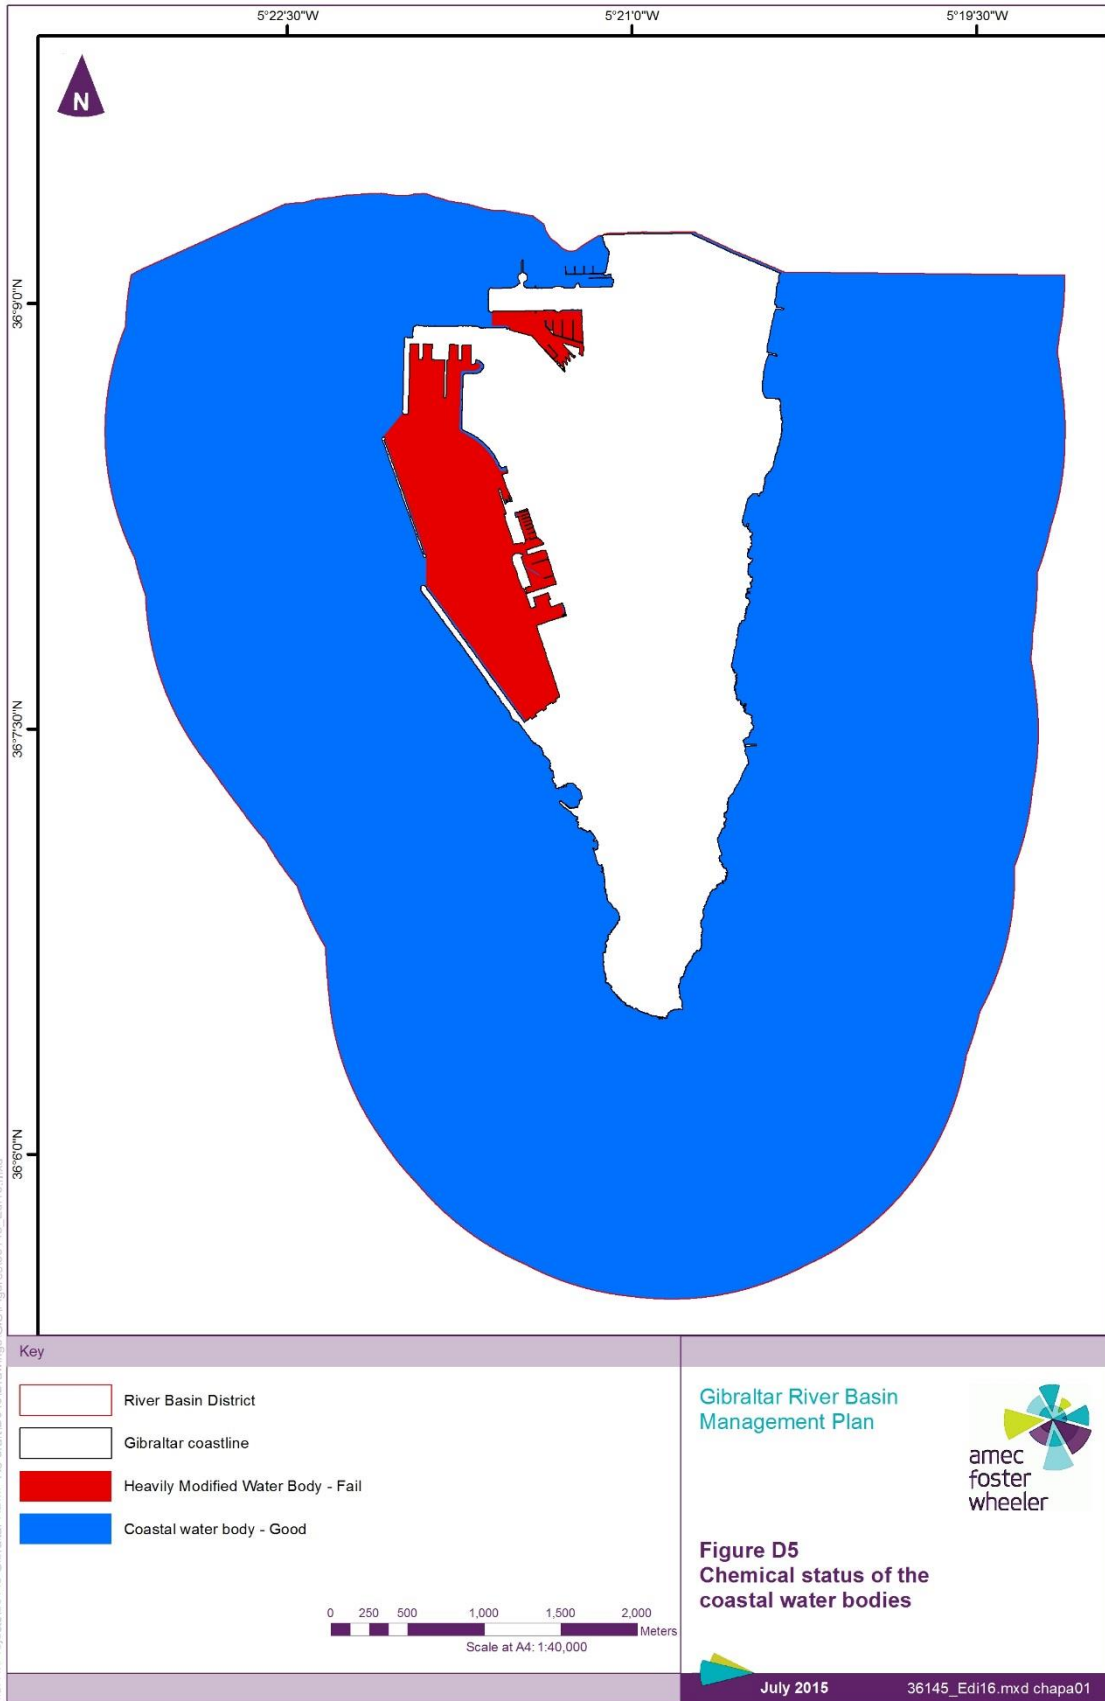 5°22'30"W
5°21'0"W
5°19'30"W
N
36°9'0"N
36°7'30"N
36°6'0"N
Key
River Basin District
Gibraltar coastline
Heavily Modified Water Body - Fail
Coastal water body - Good
0 250 500 1,000 1,500 2,000
Meters
Scale at A4: 1:40,000
Gibraltar River Basin
Management Plan
amec
foster
wheeler
Figure D5
Chemical status of the
coastal water bodies
July 2015
36145_Edi16.mxd chapa01